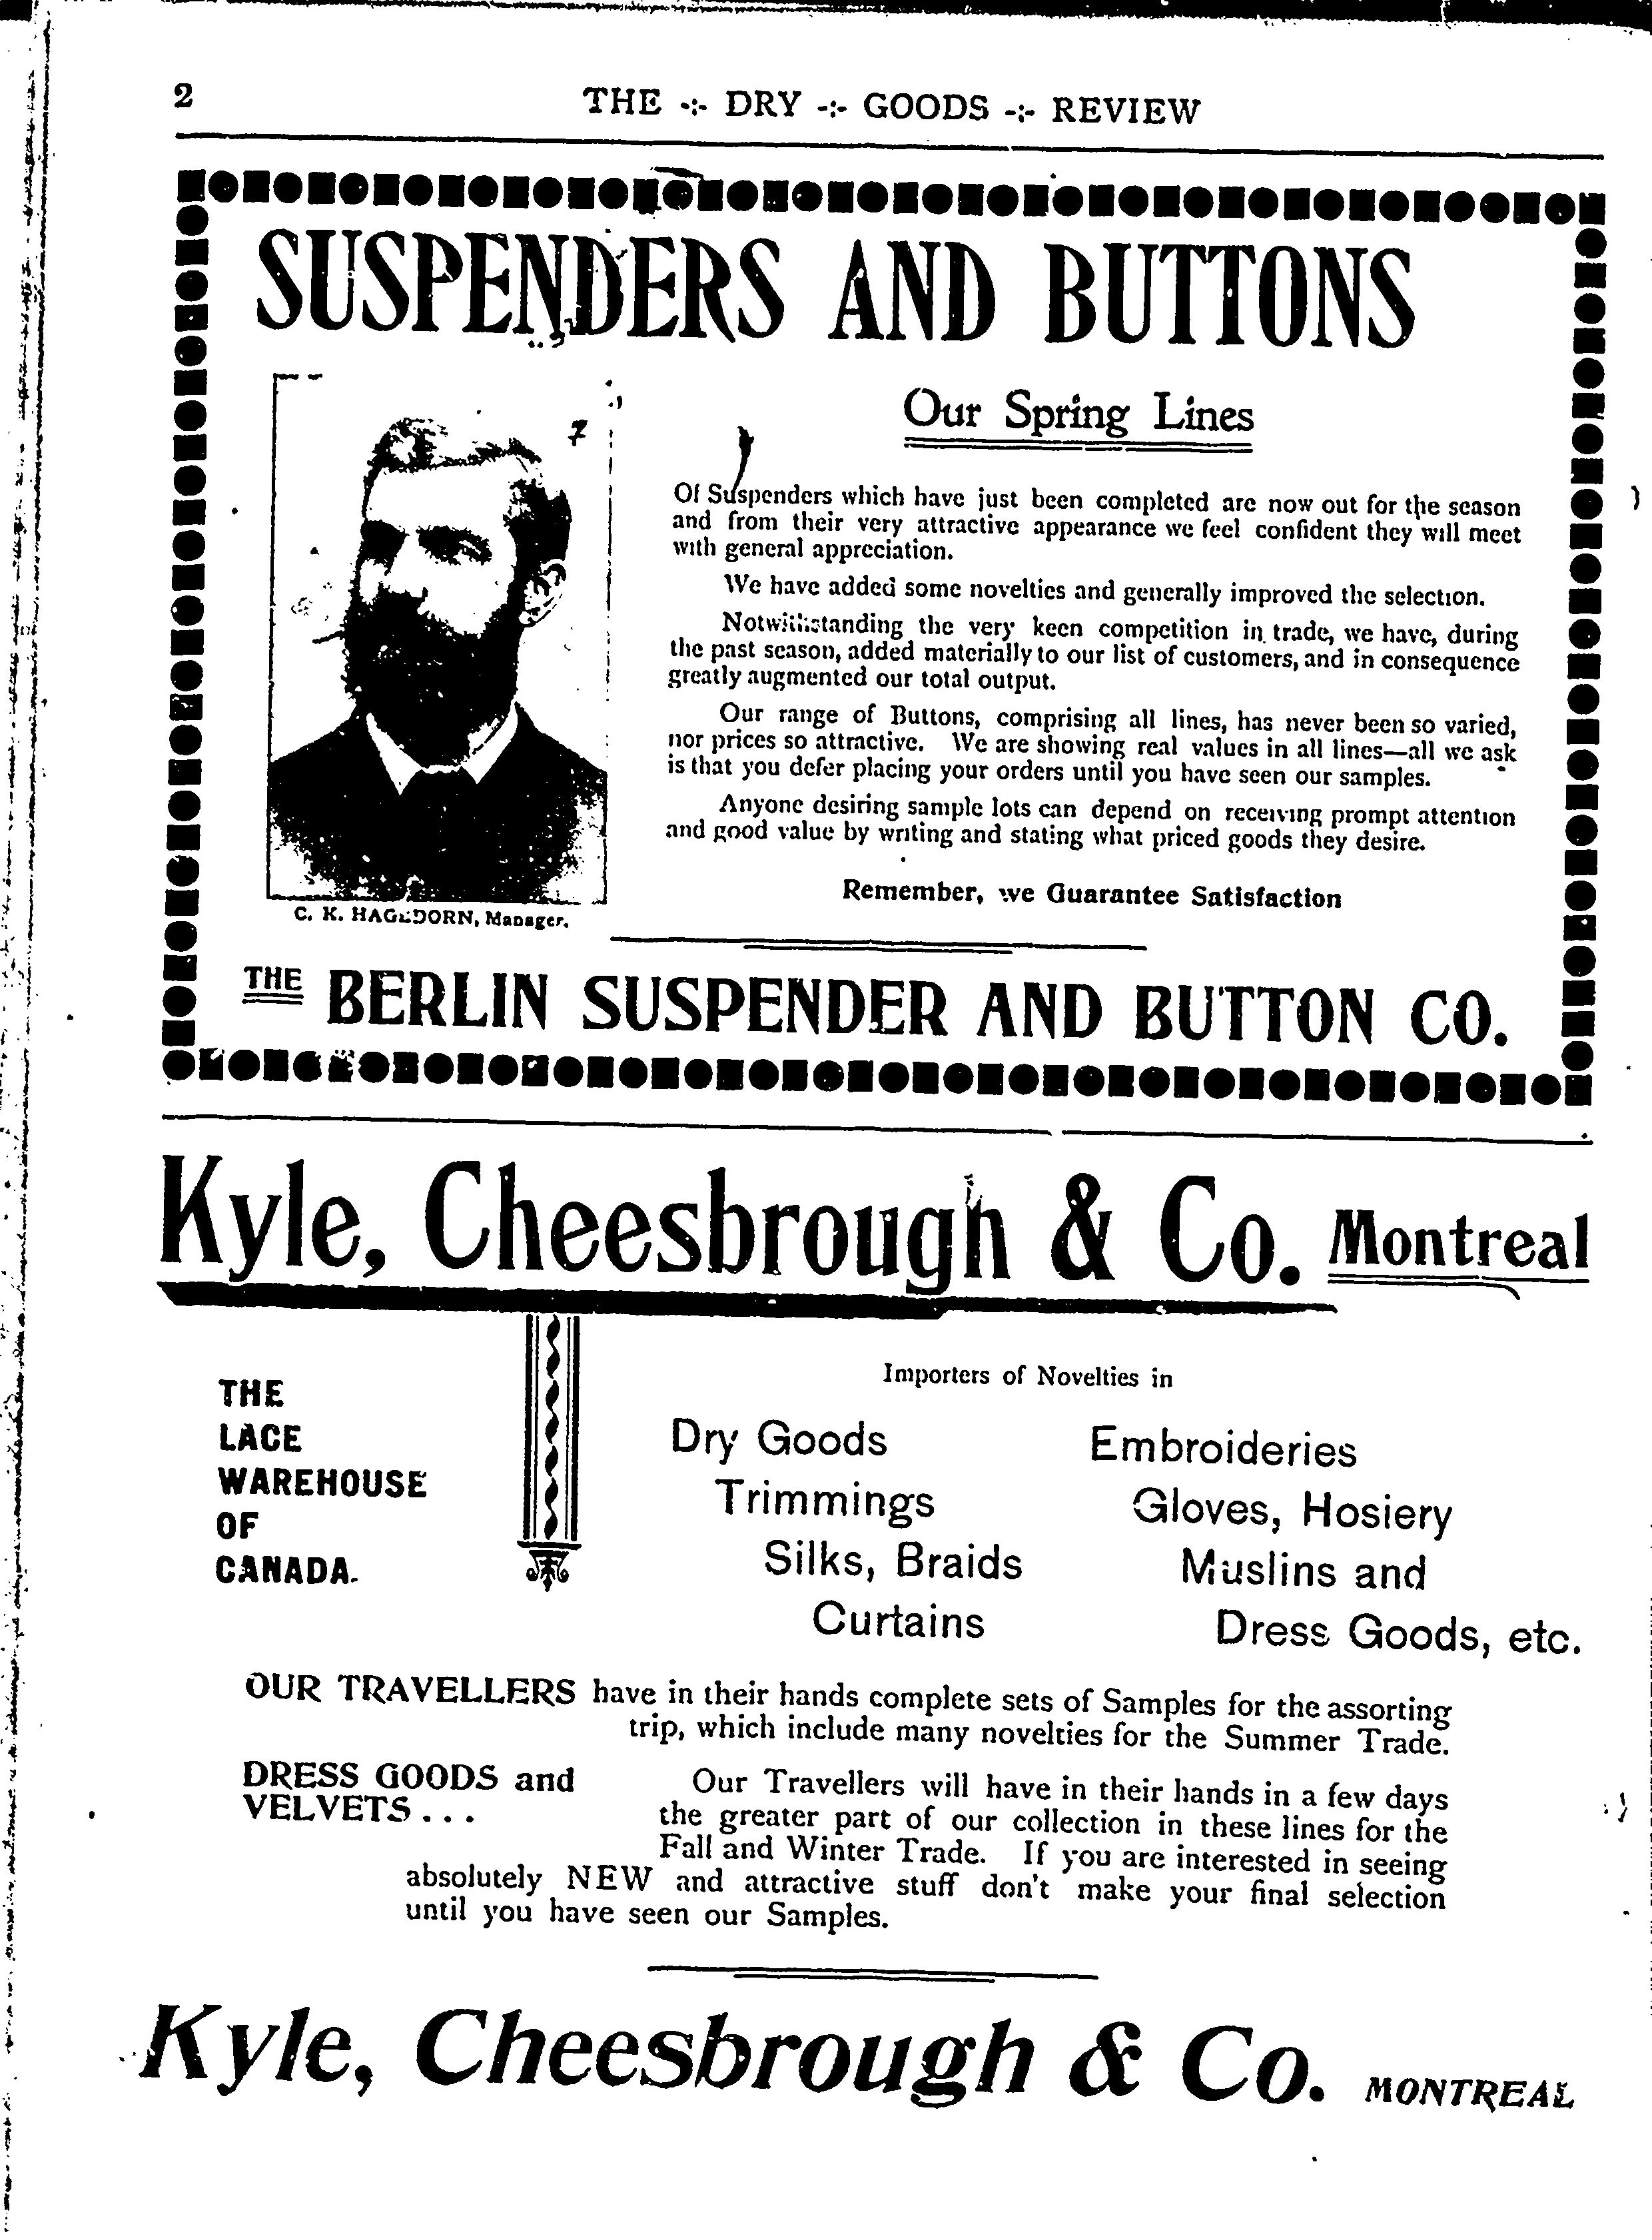 2
THE -:- DRY -:- GOODS -:- REVIEW
SUSPENDERS AND BUTTONS
Our Spring Lines
Of Suspenders which have just been completed are now out for the season
and from their very attractive appearance we feel confident they will meet
with general appreciation.
We have added some novelties and generally improved the selection.
Notwithstanding the very keen competition in trade, we have, during
the past season, added materially to our list of customers, and in consequence
greatly augmented our total output.
Our range of Buttons, comprising all lines, has never been so varied,
nor prices so attractive. We are showing real values in all lines—all we ask
is that you defer placing your orders until you have seen our samples.
Anyone desiring sample lots can depend on receiving prompt attention
and good value by writing and stating what priced goods they desire.
Remember, we Guarantee Satisfaction
C. K. HAGEDORN, Manager.
THE BERLIN SUSPENDER AND BUTTON CO.
Kyle, Cheesbrough & Co. Montreal
THE
LACE
WAREHOUSE
OF
CANADA.
Importers of Novelties in
Dry Goods
Trimmings
Silks, Braids
Curtains
Embroideries
Gloves, Hosiery
Muslins and
Dress Goods, etc.
OUR TRAVELLERS have in their hands complete sets of Samples for the assorting
trip, which include many novelties for the Summer Trade.
DRESS GOODS and
VELVETS...
Our Travellers will have in their hands in a few days
the greater part of our collection in these lines for the
Fall and Winter Trade. If you are interested in seeing
absolutely NEW and attractive stuff don't make your final selection
until you have seen our Samples.
Kyle, Cheesbrough & Co. MONTREAL